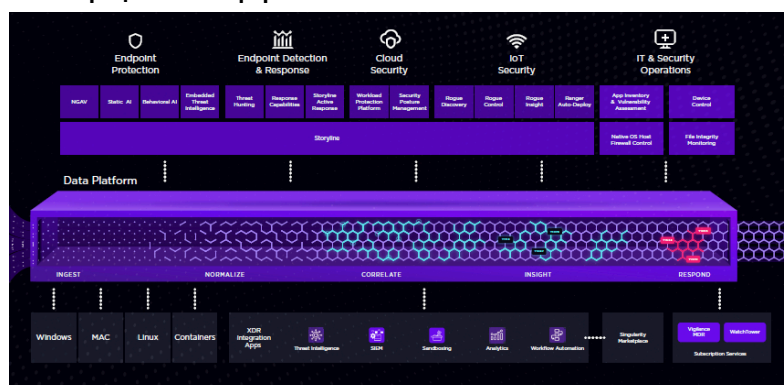 Endpoint
Protection
Endpoint Detection
& Response
Cloud
Security
IoT
Security
IT & Security
Operations
NGAV
Static AI
Behavioral AI
Embedded
Threat
Intelligence
Threat
Hunting
Response
Capabilities
Storyline
Active
Response
Workload
Protection
Platform
Security
Posture
Management
Rogue
Discovery
Rogue
Control
Rogue
Insight
Ranger
Auto-Deploy
App Inventory
& Vulnerability
Assessment
Device
Control
Storyline
Native OS Host
Firewall Control
File Integrity
Monitoring
Data Platform
INGEST
NORMALIZE
CORRELATE
INSIGHT
RESPOND
Windows
MAC
Linux
Containers
XDR
Integration
Apps
Threat Intelligence
SIEM
Sandboxing
Analytics
Workflow Automation
Singularity
Marketplace
Vigilance
MDR
WatchTower
Subscription Services